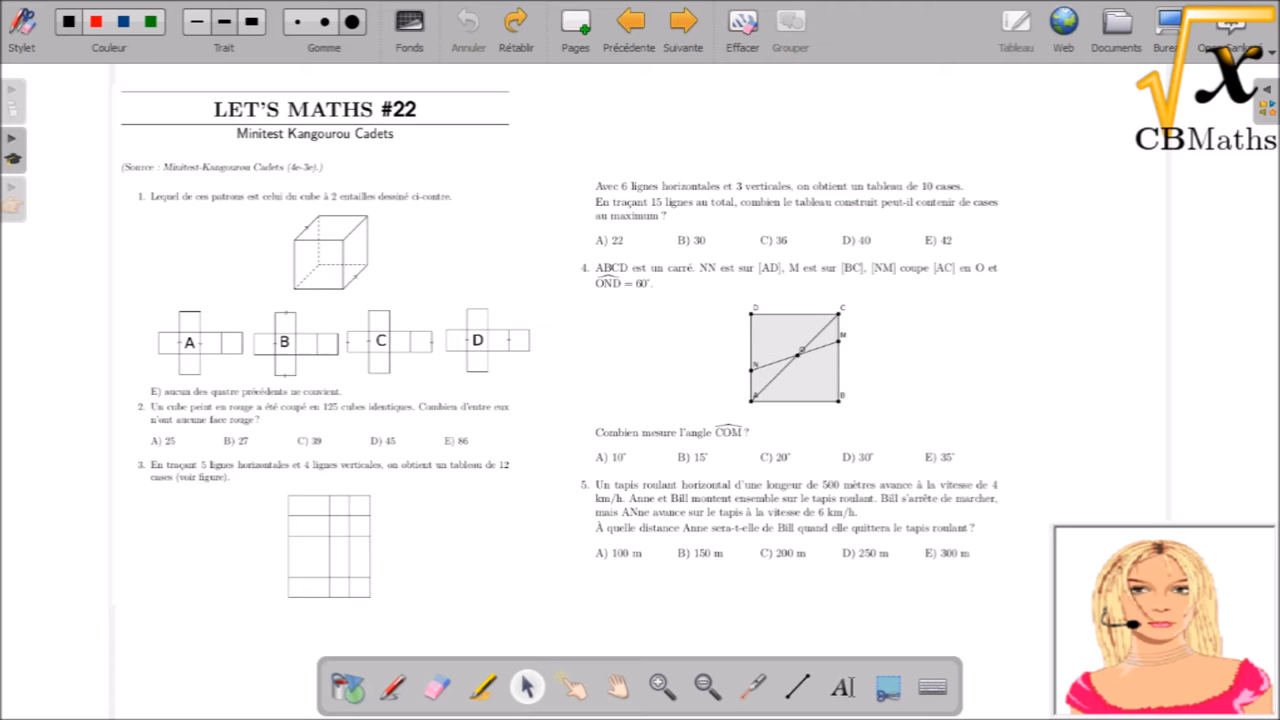 Stylet
Couleur
Trait
Gomme
Fonds
Annuler
Rétablir
Pages
Précédente
Suivante
Effacer
Grouper
Tableau
Web
Documents
√x
CBMaths
LET'S MATHS #22
Minitest Kangourou Cadets
(Source : Minitest-Kangourou Cadets (4e-3e).)
1. Lequel de ces patrons est celui du cube à 2 entailles dessiné ci-contre.
A B C D
E) aucun des quatre précédents ne convient.
2. Un cube peint en rouge a été coupé en 125 cubes identiques. Combien d'entre eux
n'ont aucune face rouge ?
A) 25 B) 27 C) 39 D) 45 E) 86
3. En traçant 5 lignes horizontales et 4 lignes verticales, on obtient un tableau de 12
cases (voir figure).
Avec 6 lignes horizontales et 3 verticales, on obtient un tableau de 10 cases.
En traçant 15 lignes au total, combien le tableau construit peut-il contenir de cases
au maximum ?
A) 22 B) 30 C) 36 D) 40 E) 42
4. ABCD est un carré. NN est sur [AD], M est sur [BC], [NM] coupe [AC] en O et
OND = 60°.
D C
M
O
N
A B
Combien mesure l'angle COM ?
A) 10° B) 15° C) 20° D) 30° E) 35°
5. Un tapis roulant horizontal d'une longeur de 500 mètres avance à la vitesse de 4
km/h. Anne et Bill montent ensemble sur le tapis roulant. Bill s'arrête de marcher,
mais ANne avance sur le tapis à la vitesse de 6 km/h.
À quelle distance Anne sera-t-elle de Bill quand elle quittera le tapis roulant ?
A) 100 m B) 150 m C) 200 m D) 250 m E) 300 m
AI